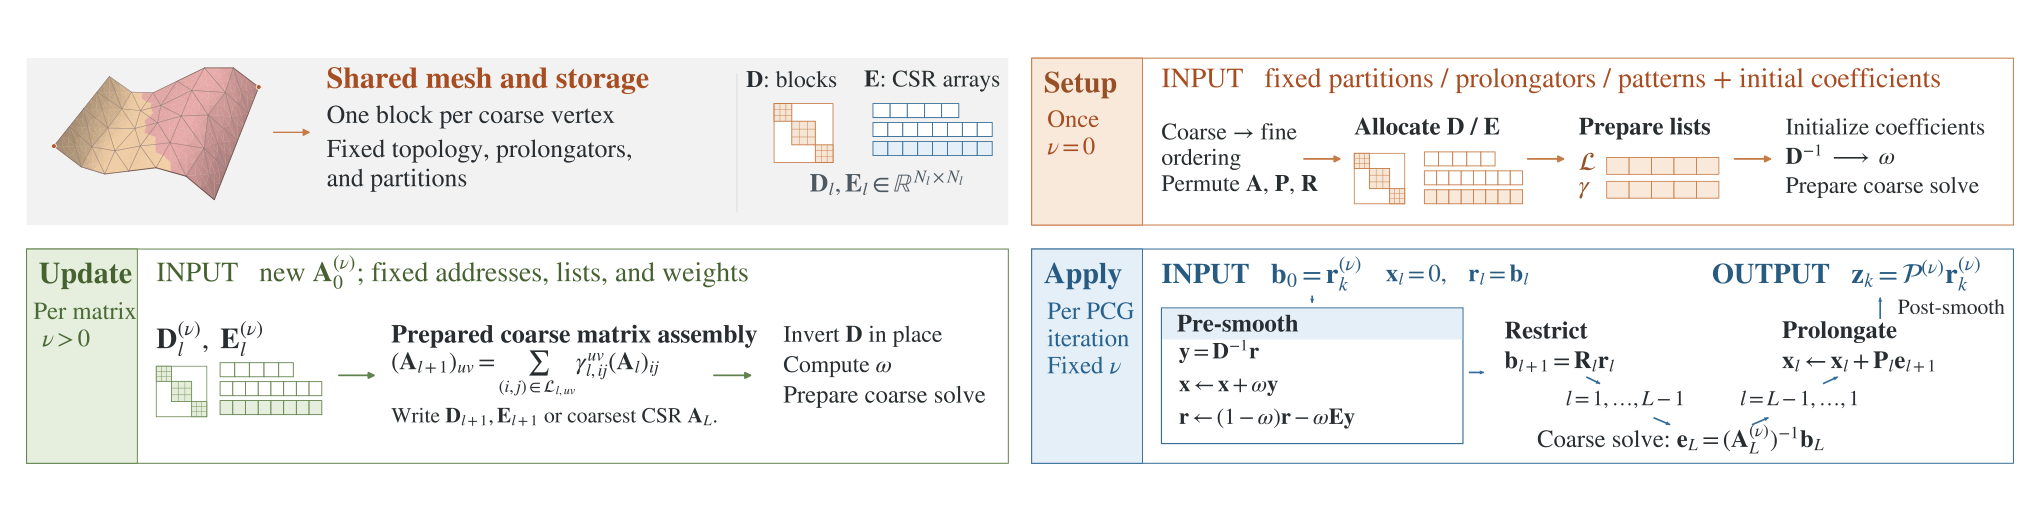 Shared mesh and storage
One block per coarse vertex
Fixed topology, prolongators,
and partitions
D: blocks
E: CSR arrays
D_l, E_l ∈ ℝ^{N_l×N_l}
Setup
Once
ν = 0
INPUT fixed partitions / prolongators / patterns + initial coefficients
Coarse → fine
ordering
Permute A, P, R
Allocate D / E
Prepare lists
ℒ
γ
Initialize coefficients
D⁻¹ ⟶ ω
Prepare coarse solve
Update
Per matrix
ν > 0
INPUT new A_0^{(ν)}; fixed addresses, lists, and weights
D_l^{(ν)}, E_l^{(ν)}
Prepared coarse matrix assembly
(A_{l+1})_{uv} = ∑_{(i,j)∈ℒ_{l,uv}} γ_{l,ij}^{uv}(A_l)_{ij}
Write D_{l+1}, E_{l+1} or coarsest CSR A_L.
Invert D in place
Compute ω
Prepare coarse solve
Apply
Per PCG
iteration
Fixed ν
INPUT b_0 = r_k^{(ν)} x_l = 0, r_l = b_l
Pre-smooth
y = D⁻¹r
x ← x + ωy
r ← (1 − ω)r − ωEy
Restrict
b_{l+1} = R_l r_l
l = 1, …, L − 1
Coarse solve: e_L = (A_L^{(ν)})⁻¹b_L
l = L − 1, …, 1
Prolongate
x_l ← x_l + P_l e_{l+1}
Post-smooth
OUTPUT z_k = 𝒫^{(ν)}r_k^{(ν)}